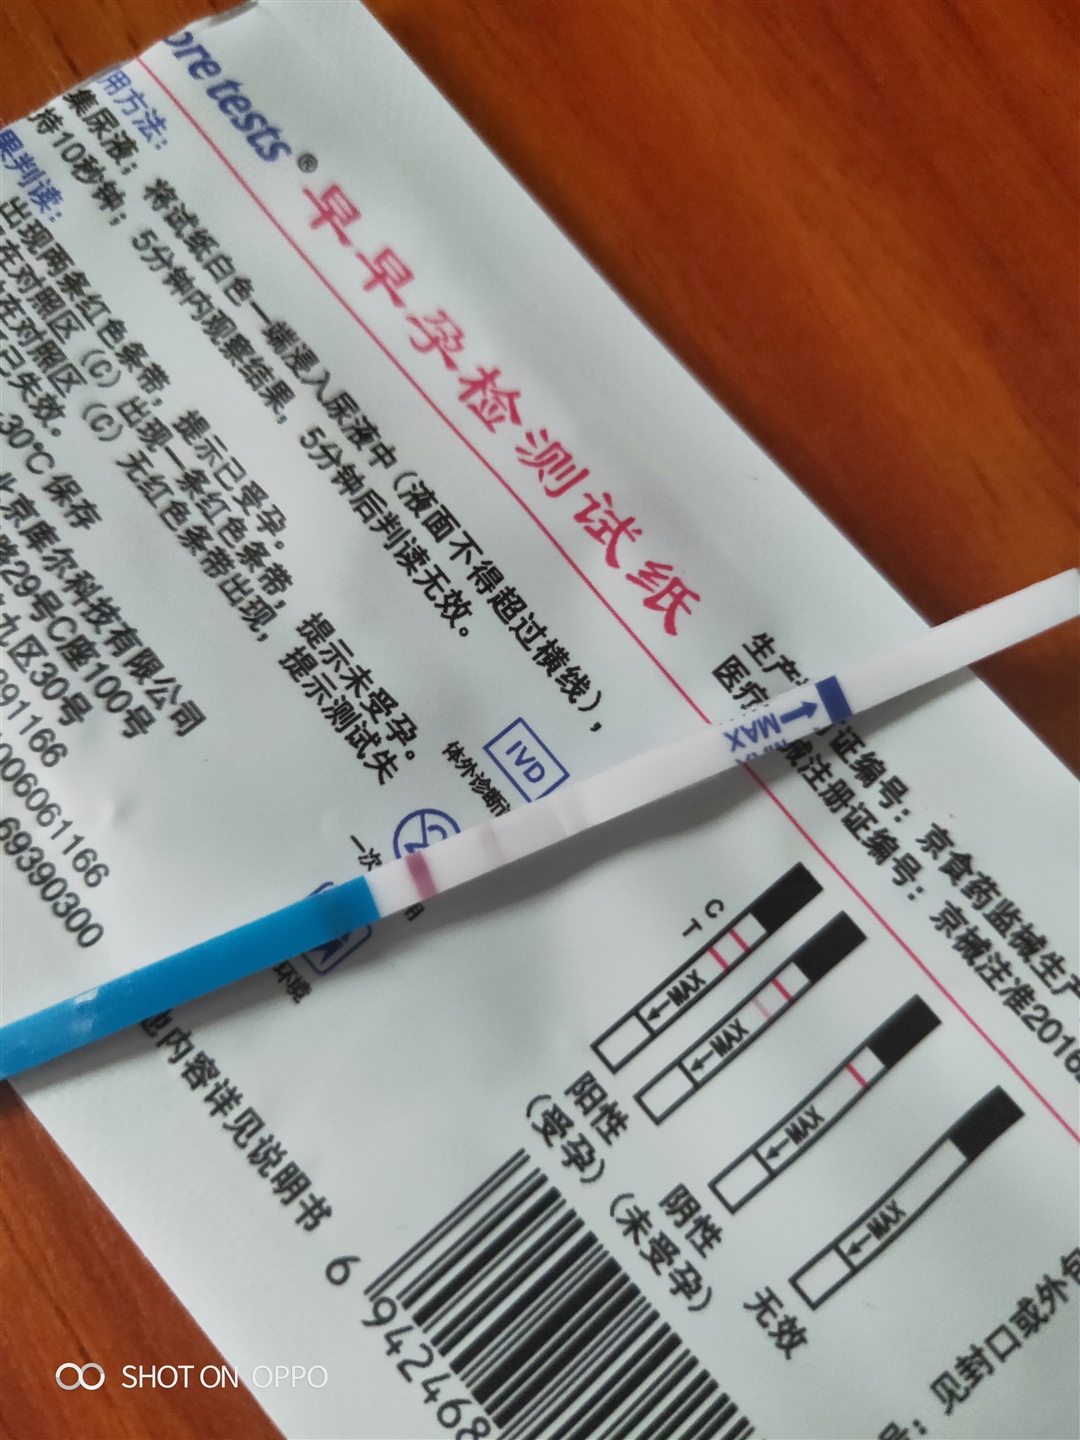 ore tests®
早早孕检测试纸
用方法：
集尿液；将试纸白色一端浸入尿液中（液面不得超过横线），
持10秒钟；5分钟内观察结果，5分钟后判读无效。
果判读：
出现两条红色条带，提示已受孕。
在对照区（C）出现一条红色条带，提示未受孕。
在对照区（C）无红色条带出现，提示测试失
已失效。
30℃保存
北京库尔科技有限公司
路29号C座100号
九区30号
391166
006061166
69390300
IVD
体外诊断
2
一次
用
环境
MAX
生产
证编号：京食药监械生产
医疗
械注册证编号：京械注准2016
C
T
MAX
MAX
MAX
MAX
阳性
（受孕）
阴性
（未受孕）
无效
内容详见说明书
6 942468
见封口或外包
号：
SHOT ON OPPO